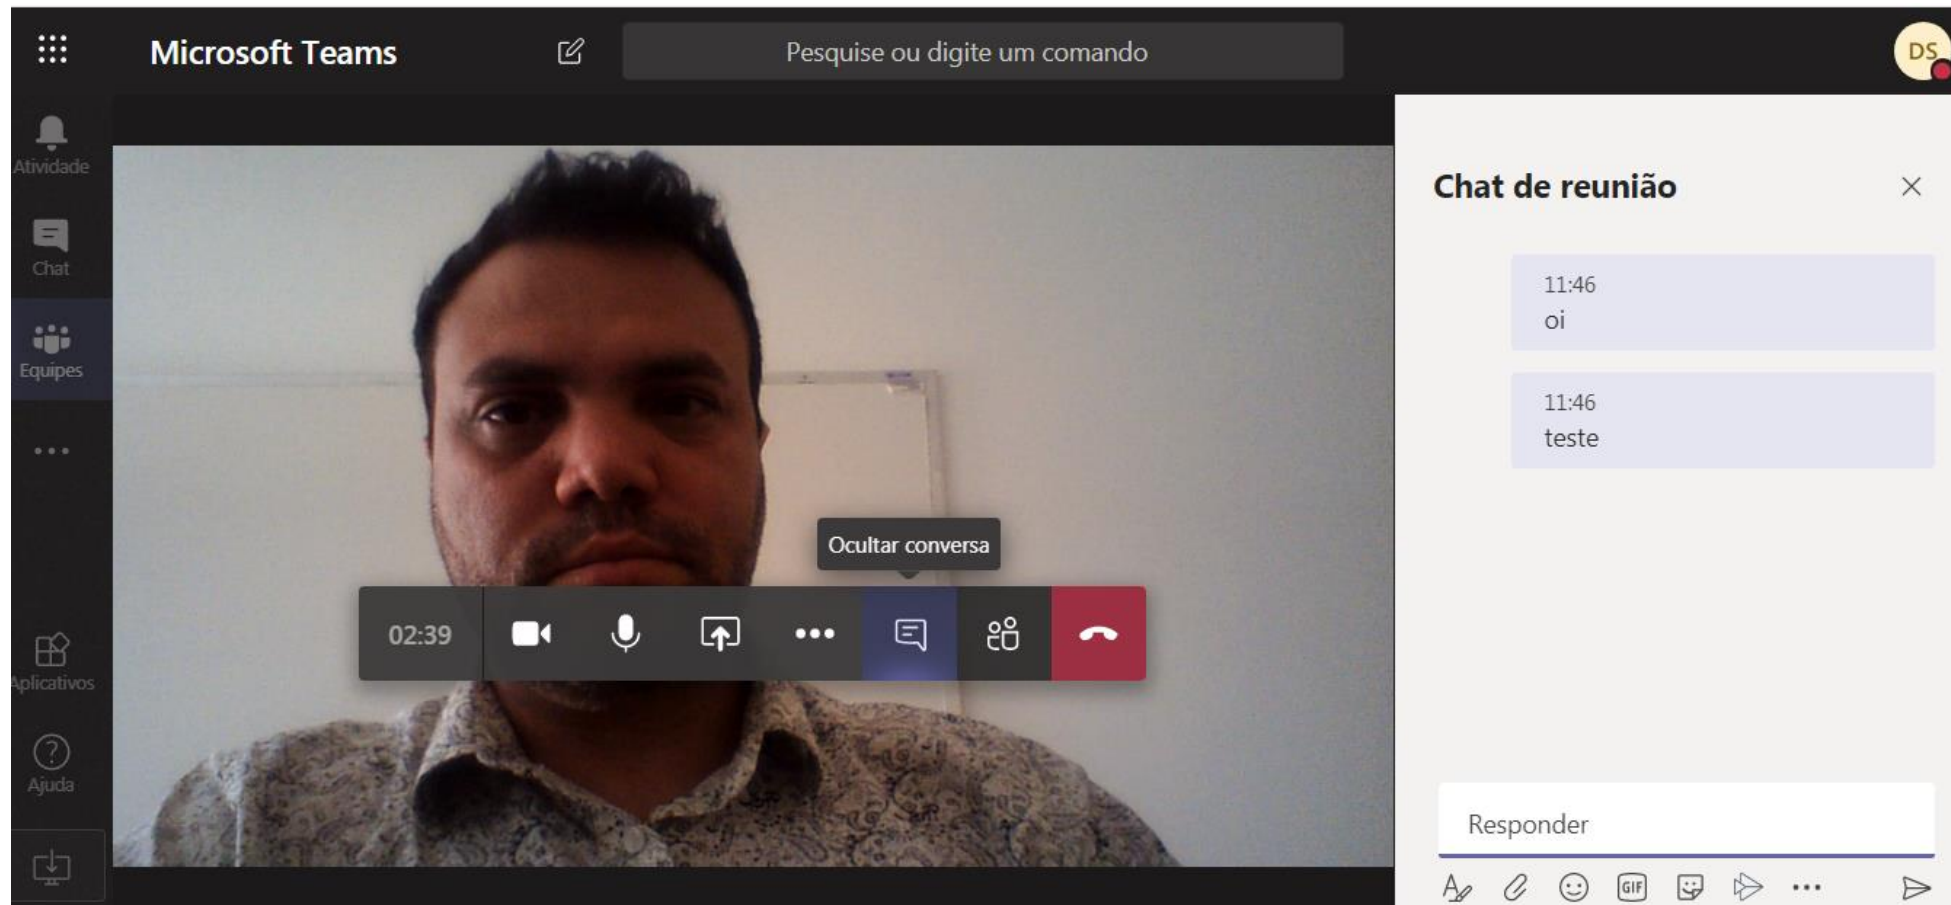 Microsoft Teams
Pesquise ou digite um comando
DS
Atividade
Chat
Equipes
Aplicativos
Ajuda
Ocultar conversa
02:39
Chat de reunião
11:46
oi
11:46
teste
Responder
GIF